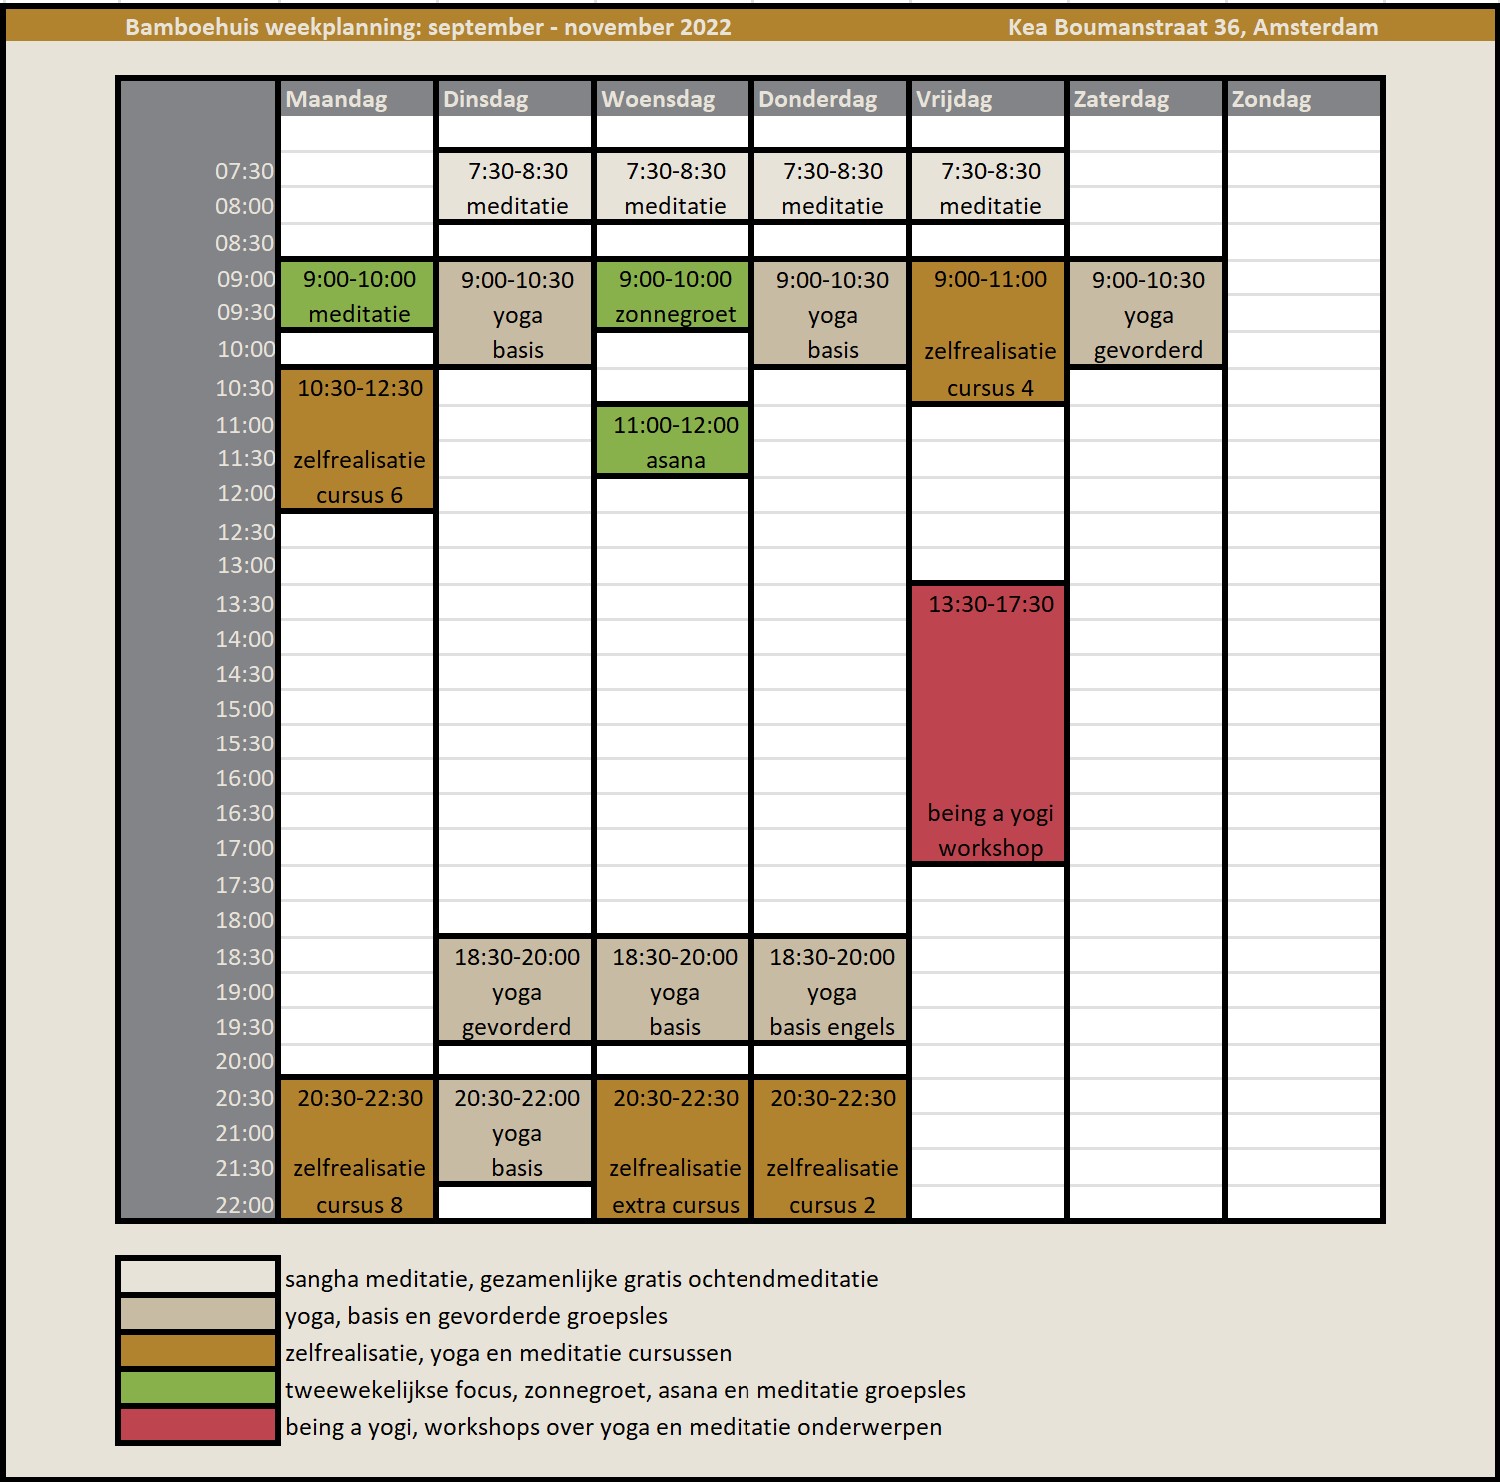 Bamboehuis weekplanning: september - november 2022 Kea Boumanstraat 36, Amsterdam
Maandag Dinsdag Woensdag Donderdag Vrijdag Zaterdag Zondag
07:30 7:30-8:30 7:30-8:30 7:30-8:30 7:30-8:30
08:00 meditatie meditatie meditatie meditatie
08:30
09:00 9:00-10:00 9:00-10:30 9:00-10:00 9:00-10:30 9:00-11:00 9:00-10:30
09:30 meditatie yoga zonnegroet yoga yoga
10:00 basis basis zelfrealisatie gevorderd
10:30 10:30-12:30 cursus 4
11:00 11:00-12:00
11:30 zelfrealisatie asana
12:00 cursus 6
12:30
13:00
13:30 13:30-17:30
14:00
14:30
15:00
15:30
16:00
16:30 being a yogi
17:00 workshop
17:30
18:00
18:30 18:30-20:00 18:30-20:00 18:30-20:00
19:00 yoga yoga yoga
19:30 gevorderd basis basis engels
20:00
20:30 20:30-22:30 20:30-22:00 20:30-22:30 20:30-22:30
21:00 yoga
21:30 zelfrealisatie basis zelfrealisatie zelfrealisatie
22:00 cursus 8 extra cursus cursus 2
sangha meditatie, gezamenlijke gratis ochtendmeditatie
yoga, basis en gevorderde groepsles
zelfrealisatie, yoga en meditatie cursussen
tweewekelijkse focus, zonnegroet, asana en meditatie groepsles
being a yogi, workshops over yoga en meditatie onderwerpen